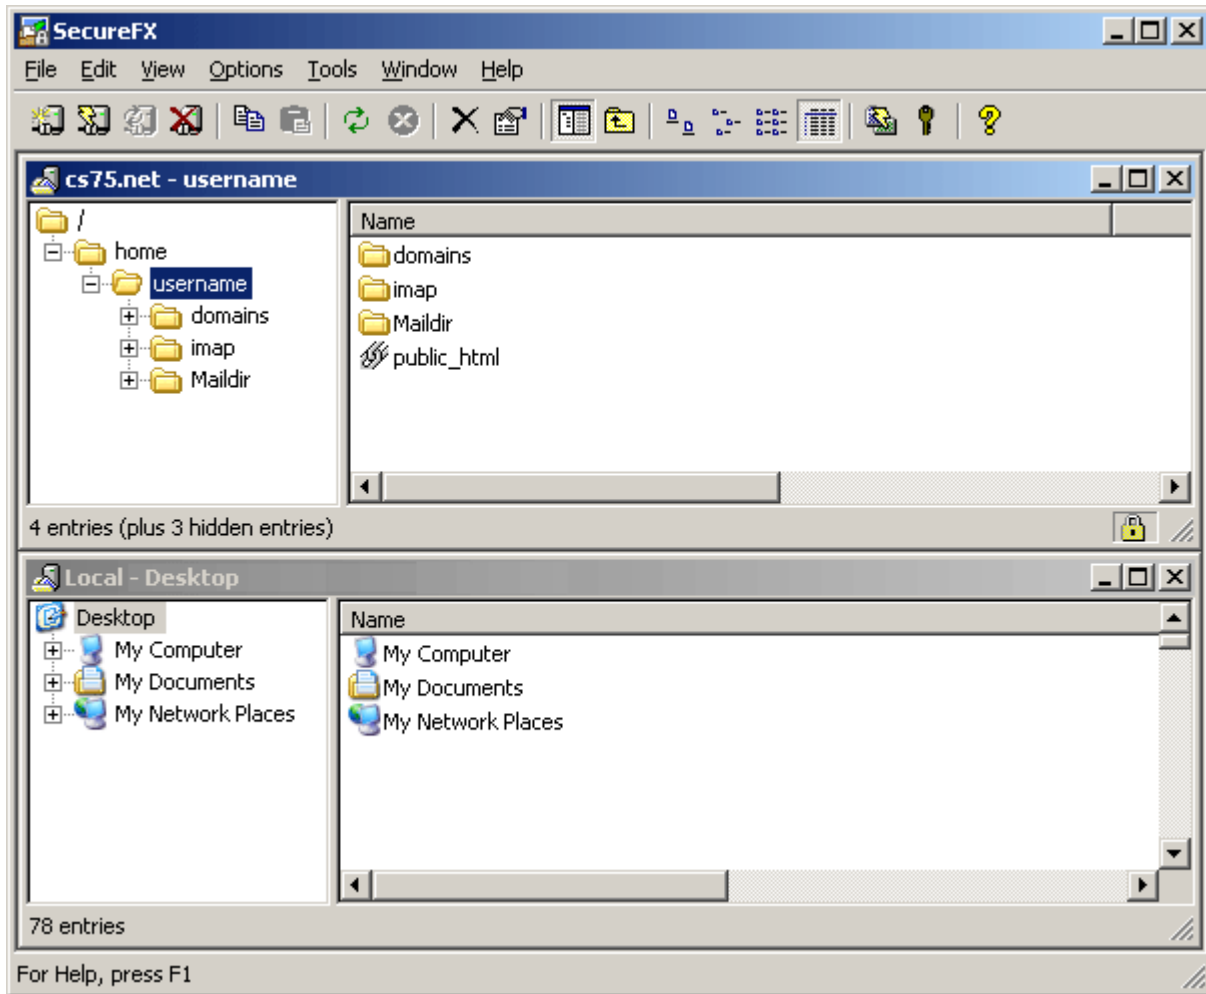 SecureFX
File Edit View Options Tools Window Help
cs75.net - username
/
home
username
domains
imap
Maildir
Name
domains
imap
Maildir
public_html
4 entries (plus 3 hidden entries)
Local - Desktop
Desktop
My Computer
My Documents
My Network Places
Name
My Computer
My Documents
My Network Places
78 entries
For Help, press F1